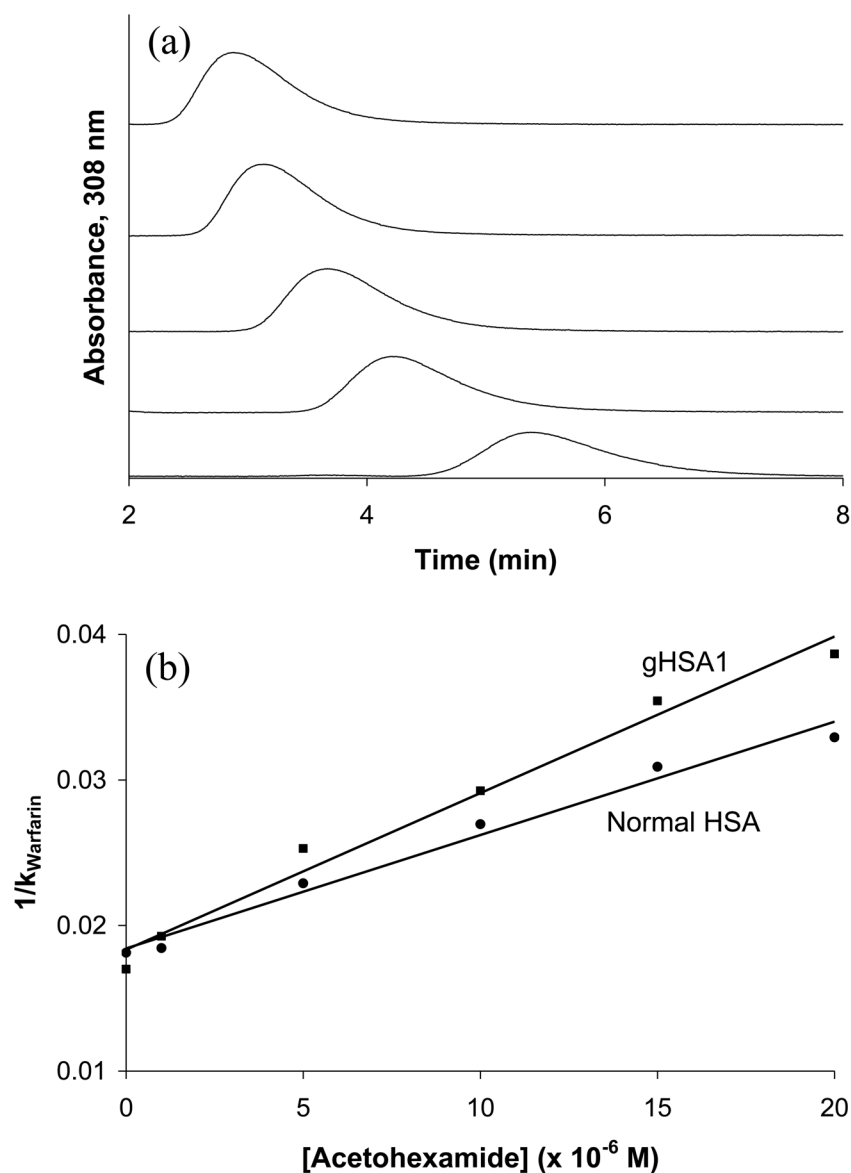 (a)
Absorbance, 308 nm
2 4 6 8
Time (min)
(b)
0.04
0.03
0.02
0.01
1/kWarfarin
gHSA1
Normal HSA
0 5 10 15 20
[Acetohexamide] (x 10-6 M)